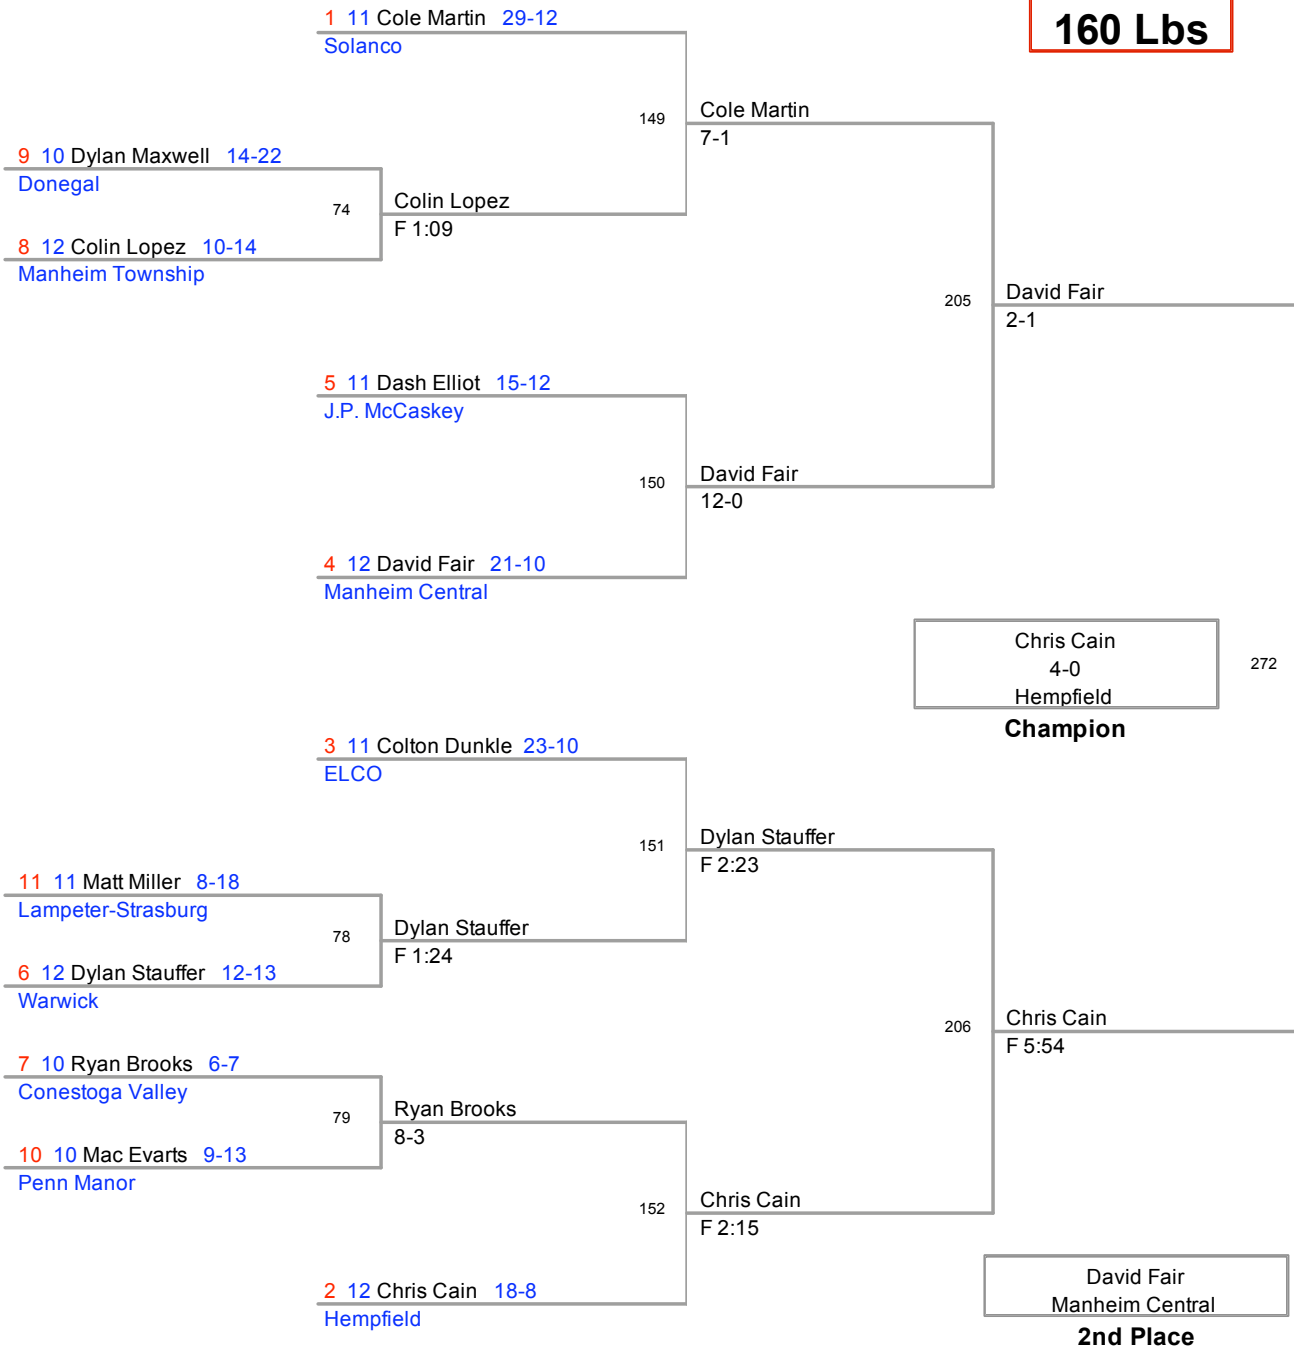 1 11 Cole Martin 29-12
Solanco
160 Lbs
149
Cole Martin
7-1
9 10 Dylan Maxwell 14-22
Donegal
74
Colin Lopez
F 1:09
8 12 Colin Lopez 10-14
Manheim Township
205
David Fair
2-1
5 11 Dash Elliot 15-12
J.P. McCaskey
150
David Fair
12-0
4 12 David Fair 21-10
Manheim Central
Chris Cain
4-0
Hempfield
272
Champion
3 11 Colton Dunkle 23-10
ELCO
151
Dylan Stauffer
F 2:23
11 11 Matt Miller 8-18
Lampeter-Strasburg
78
Dylan Stauffer
F 1:24
6 12 Dylan Stauffer 12-13
Warwick
206
Chris Cain
F 5:54
7 10 Ryan Brooks 6-7
Conestoga Valley
79
Ryan Brooks
8-3
10 10 Mac Evarts 9-13
Penn Manor
152
Chris Cain
F 2:15
2 12 Chris Cain 18-8
Hempfield
David Fair
Manheim Central
2nd Place